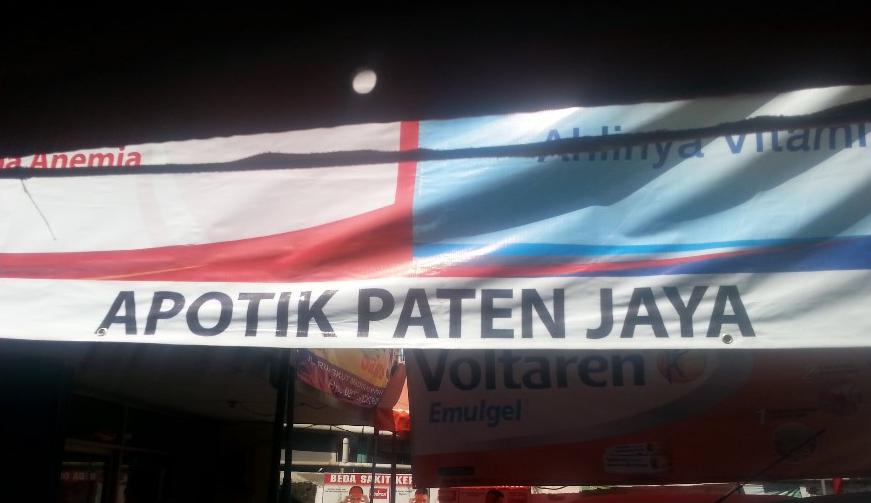 Anemia
Ahlinya Vitami
APOTIK PATEN JAYA
Voltaren
Emulgel
BEDA SAKIT